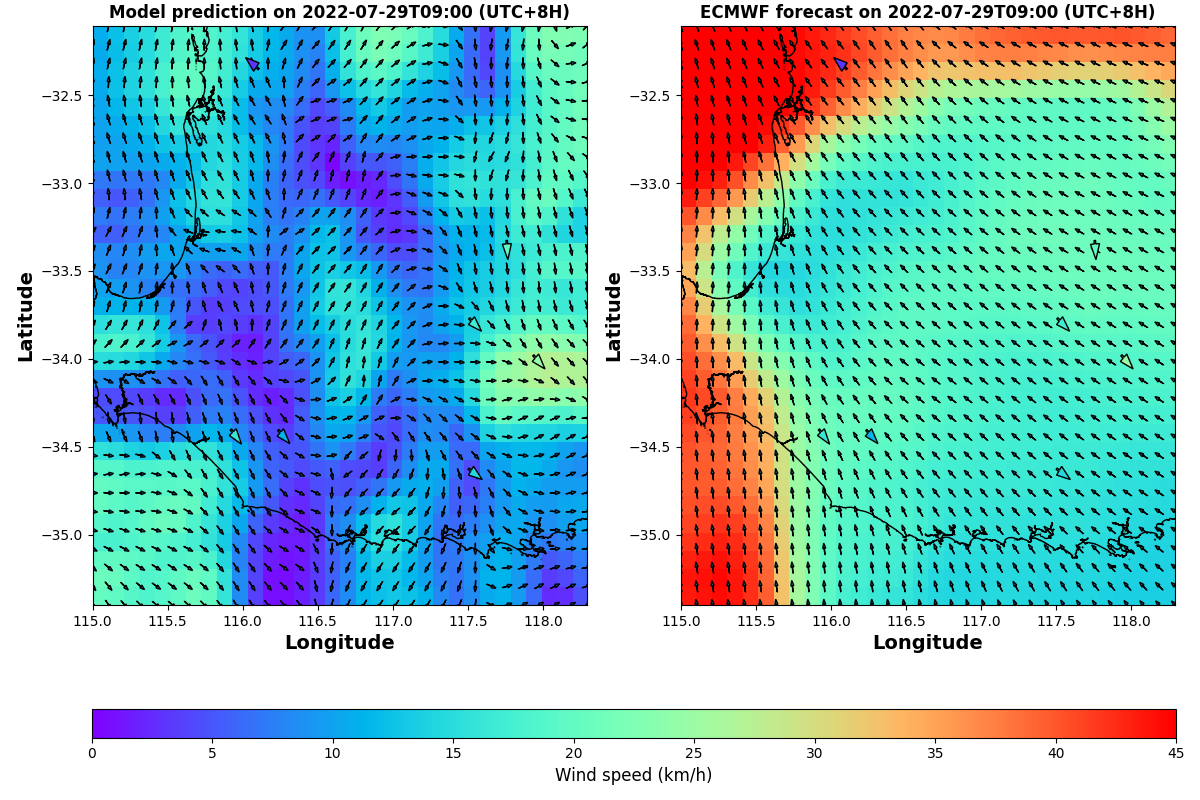 Model prediction on 2022-07-29T09:00 (UTC+8H)
ECMWF forecast on 2022-07-29T09:00 (UTC+8H)
−32.5
−33.0
−33.5
−34.0
−34.5
−35.0
Latitude
115.0 115.5 116.0 116.5 117.0 117.5 118.0
Longitude
−32.5
−33.0
−33.5
−34.0
−34.5
−35.0
Latitude
115.0 115.5 116.0 116.5 117.0 117.5 118.0
Longitude
0 5 10 15 20 25 30 35 40 45
Wind speed (km/h)